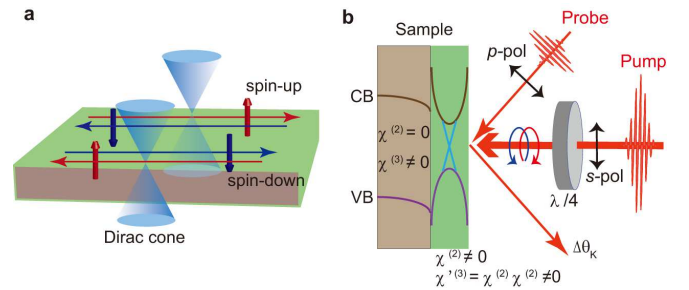 a
spin-up
spin-down
Dirac cone
b
Sample
Probe
p-pol
Pump
CB
χ⁽²⁾ = 0
χ⁽³⁾ ≠ 0
s-pol
VB
λ/4
Δθ_K
χ⁽²⁾ ≠ 0
χ'⁽³⁾ = χ⁽²⁾ χ⁽²⁾ ≠ 0